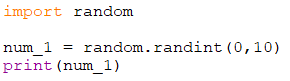 import random
num_1 = random.randint(0,10)
print(num_1)